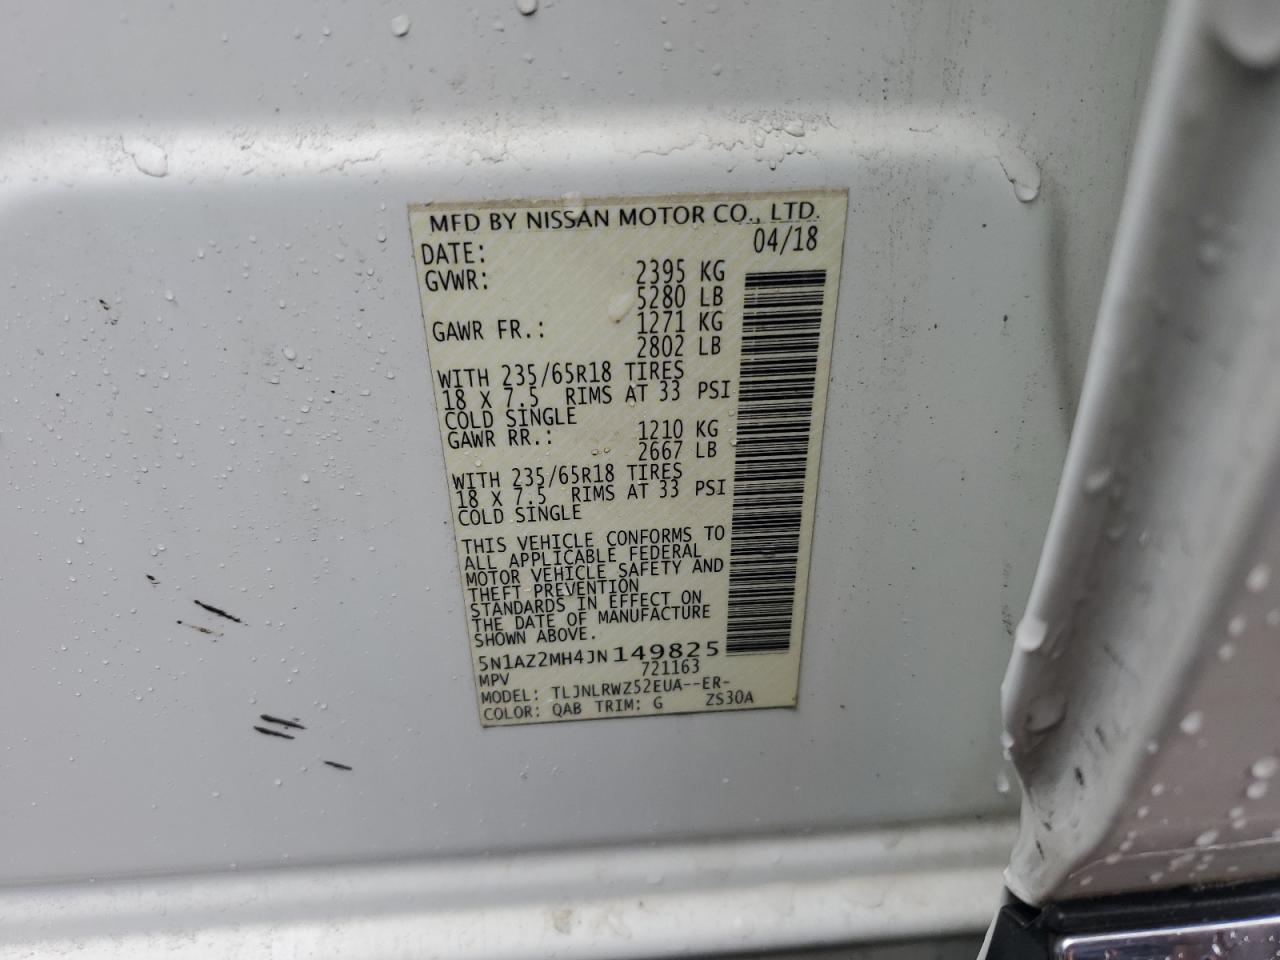 MFD BY NISSAN MOTOR CO., LTD.
DATE: 04/18
GVWR: 2395 KG
5280 LB
GAWR FR.: 1271 KG
2802 LB
WITH 235/65R18 TIRES
18 X 7.5 RIMS AT 33 PSI
COLD SINGLE
GAWR RR.: 1210 KG
2667 LB
WITH 235/65R18 TIRES
18 X 7.5 RIMS AT 33 PSI
COLD SINGLE
THIS VEHICLE CONFORMS TO
ALL APPLICABLE FEDERAL
MOTOR VEHICLE SAFETY AND
THEFT PREVENTION
STANDARDS IN EFFECT ON
THE DATE OF MANUFACTURE
SHOWN ABOVE.
5N1AZ2MH4JN149825
MPV 721163
MODEL: TLJNLRWZ52EUA--ER-
COLOR: QAB TRIM: G ZS30A